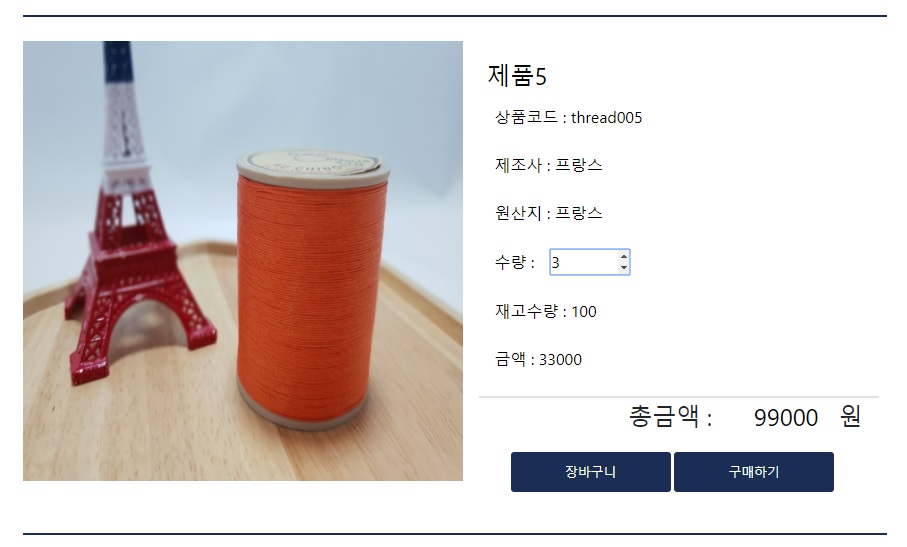 제품5
상품코드 : thread005
제조사 : 프랑스
원산지 : 프랑스
수량 : 3
재고수량 : 100
금액 : 33000
총금액 : 99000 원
장바구니 구매하기